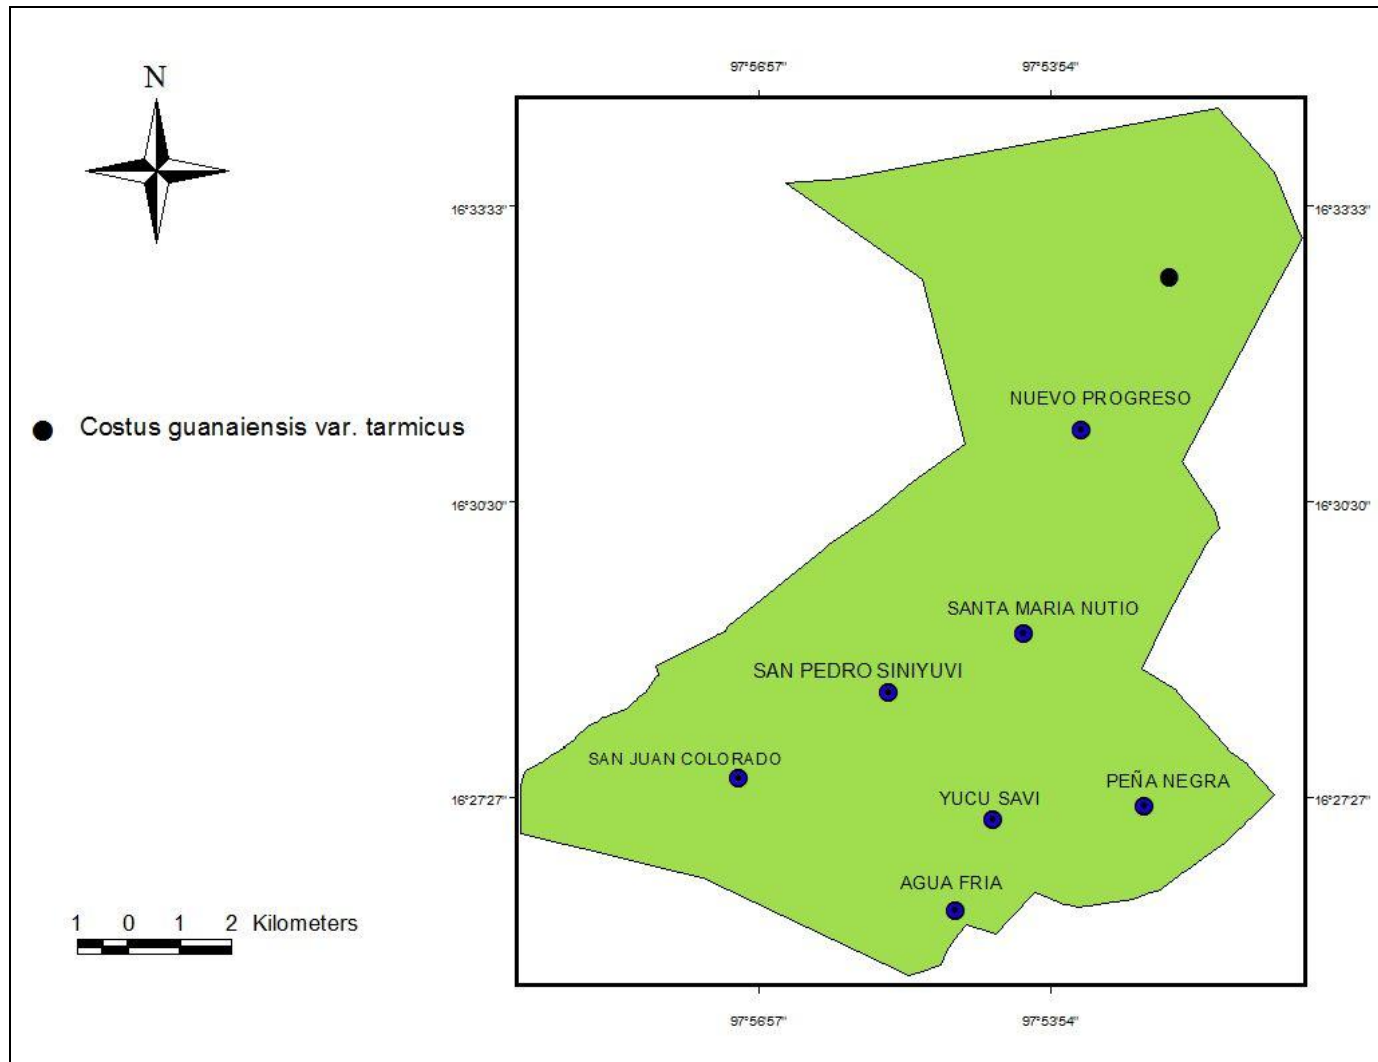 N
97°56'57" 97°53'54"
16°33'33" 16°33'33"
NUEVO PROGRESO
Costus guanaiensis var. tarmicus
16°30'30" 16°30'30"
SANTA MARIA NUTIO
SAN PEDRO SINIYUVI
SAN JUAN COLORADO
PEÑA NEGRA
16°27'27" 16°27'27"
YUCU SAVI
AGUA FRIA
1 0 1 2 Kilometers
97°56'57" 97°53'54"